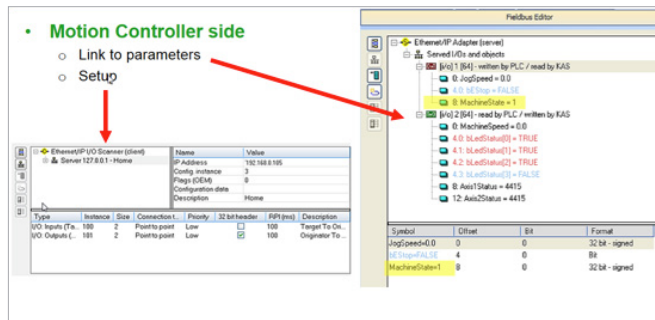 • Motion Controller side
o Link to parameters
o Setup
Ethernet/IP I/O Scanner (client)
Server 127.0.0.1 - Home
Name Value
IP Address 192.168.0.105
Config instance 3
Flags (OEM) 0
Configuration data
Description Home
Type Instance Size Connection t... Priority 32 bit header RPI (ms) Description
I/O: Inputs (Ta... 100 2 Point to point Low 100 Target To Ori...
I/O: Outputs (... 101 2 Point to point Low 100 Originator To ...
Fieldbus Editor
Ethernet/IP Adapter (server)
Served I/Os and objects
[i/o] 1 [64] - written by PLC / read by KAS
0: JogSpeed = 0.0
4.0: bEStop = FALSE
8: MachineState = 1
[i/o] 2 [64] - read by PLC / written by KAS
0: MachineSpeed = 0.0
4.0: bLedStatus[0] = TRUE
4.1: bLedStatus[1] = TRUE
4.2: bLedStatus[2] = TRUE
4.3: bLedStatus[3] = FALSE
8: Axis1Status = 4415
12: Axis2Status = 4415
Symbol Offset Bit Format
JogSpeed=0.0 0 0 32 bit - signed
bEStop=FALSE 4 0 Bit
MachineState=1 8 0 32 bit - signed